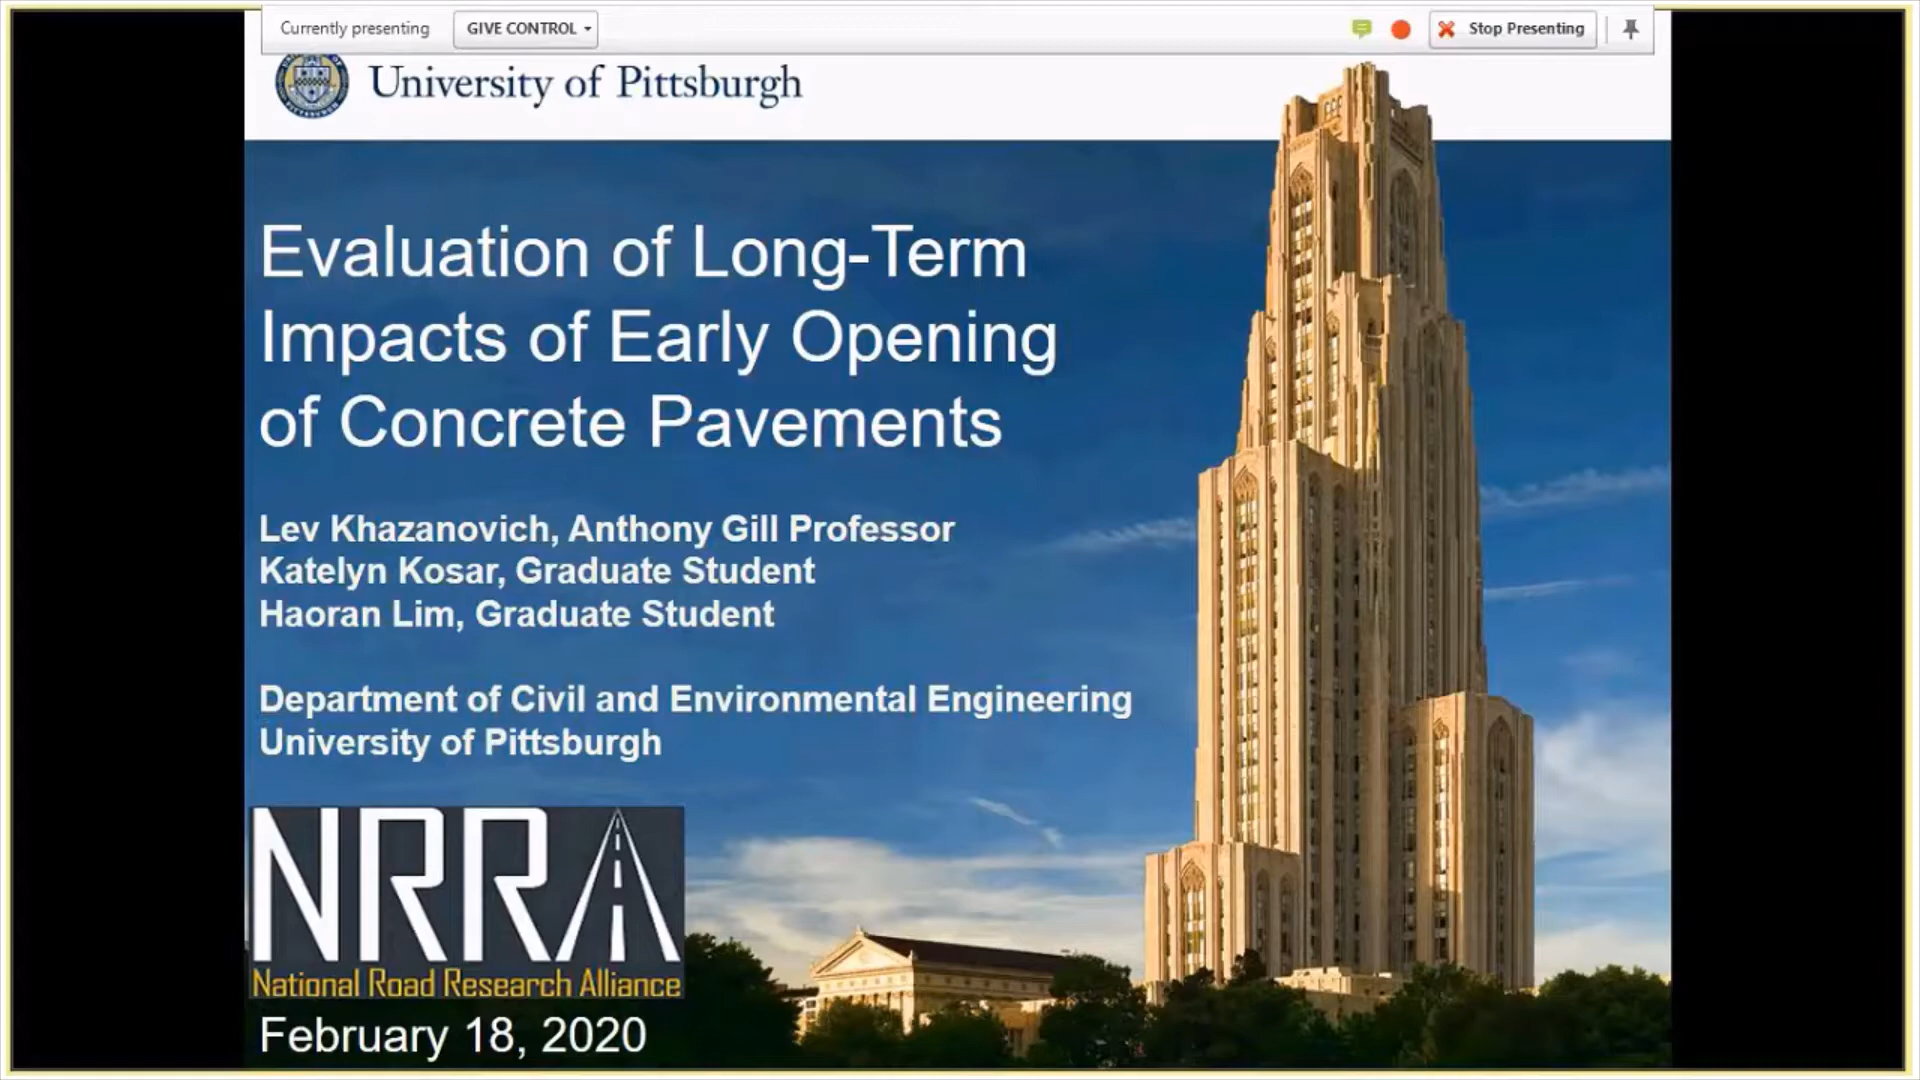 Currently presenting
GIVE CONTROL
Stop Presenting
University of Pittsburgh
Evaluation of Long-Term
Impacts of Early Opening
of Concrete Pavements
Lev Khazanovich, Anthony Gill Professor
Katelyn Kosar, Graduate Student
Haoran Lim, Graduate Student
Department of Civil and Environmental Engineering
University of Pittsburgh
NRRA
National Road Research Alliance
February 18, 2020